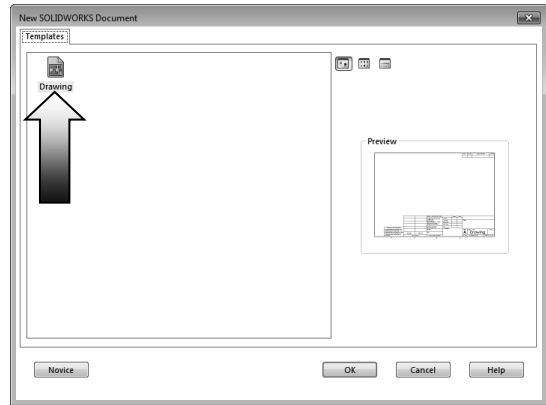 New SOLIDWORKS Document
Templates
Drawing
Preview
A Drawing
Novice
OK
Cancel
Help